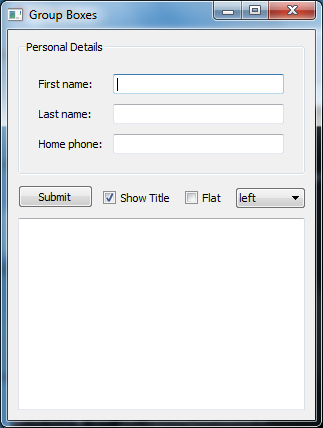 Group Boxes
Personal Details
First name:
Last name:
Home phone:
Submit Show Title Flat left